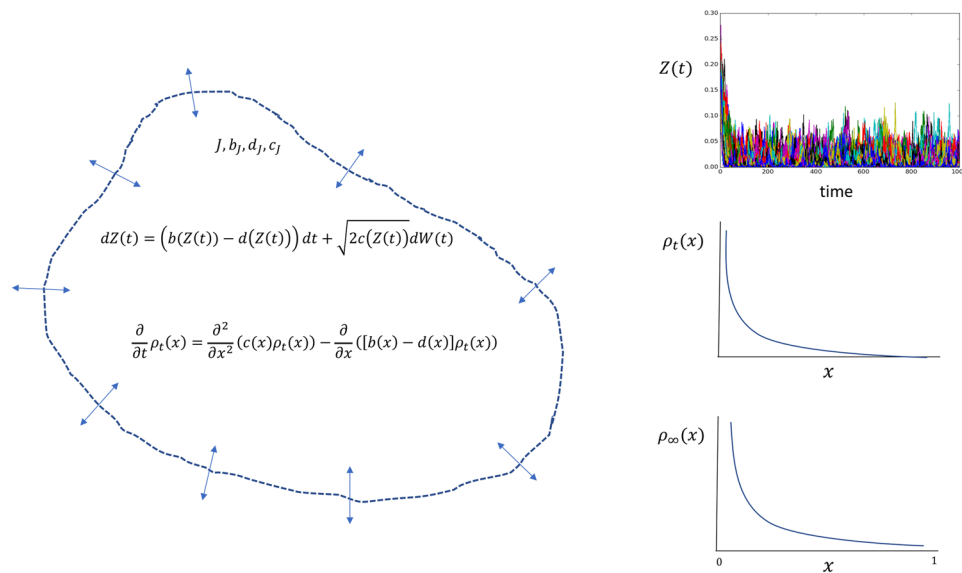 J, b_J, d_J, c_J
dZ(t) = (b(Z(t)) − d(Z(t))) dt + √(2c(Z(t))) dW(t)
∂/∂t ρ_t(x) = ∂²/∂x² (c(x)ρ_t(x)) − ∂/∂x ([b(x) − d(x)]ρ_t(x))
Z(t)
0.30
0.25
0.20
0.15
0.10
0.05
0.00
0 200 400 600 800 1000
time
ρ_t(x)
x
ρ_∞(x)
0 1
x